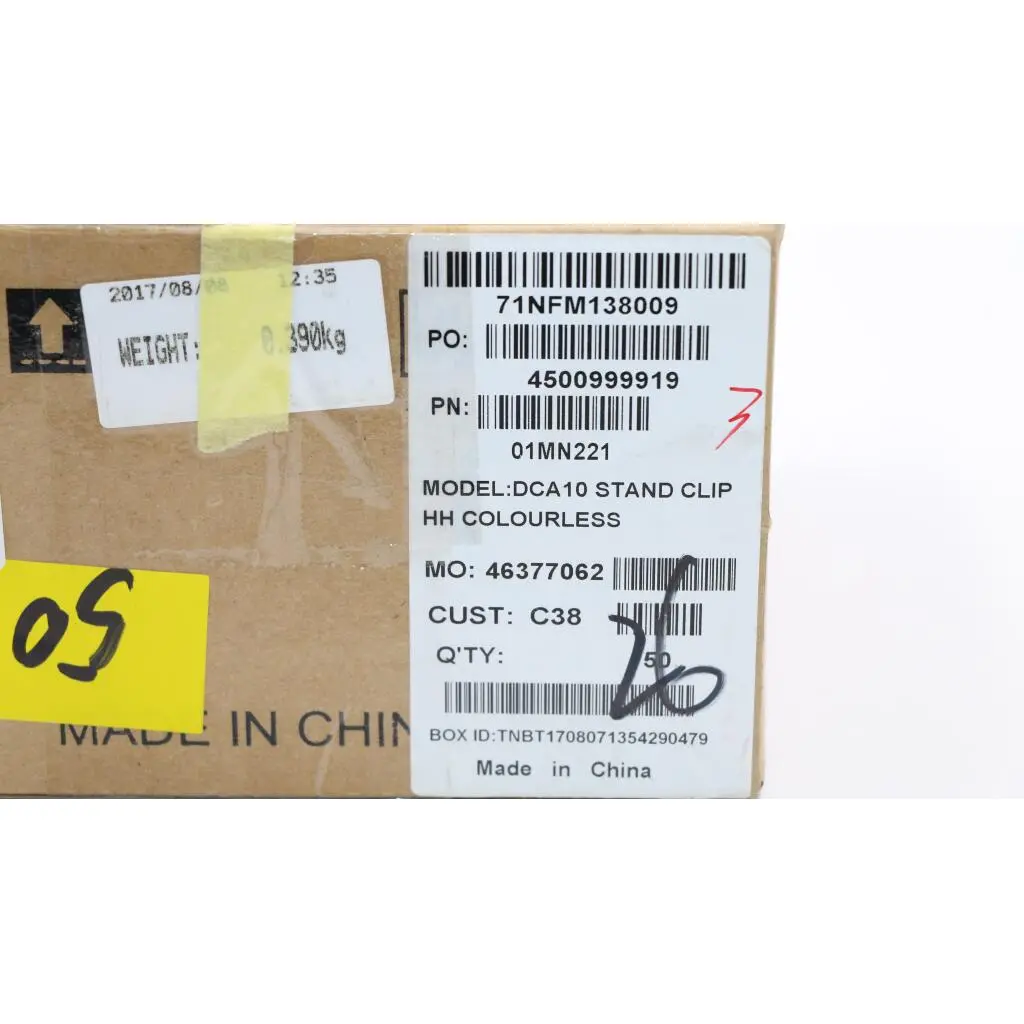 2017/08/08 12:35
WEIGHT: 0.390kg
05
MADE IN CHIN
71NFM138009
PO:
4500999919
PN:
01MN221
3
MODEL:DCA10 STAND CLIP
HH COLOURLESS
MO: 46377062
CUST: C38
Q'TY: 50
26
BOX ID:TNBT1708071354290479
Made in China